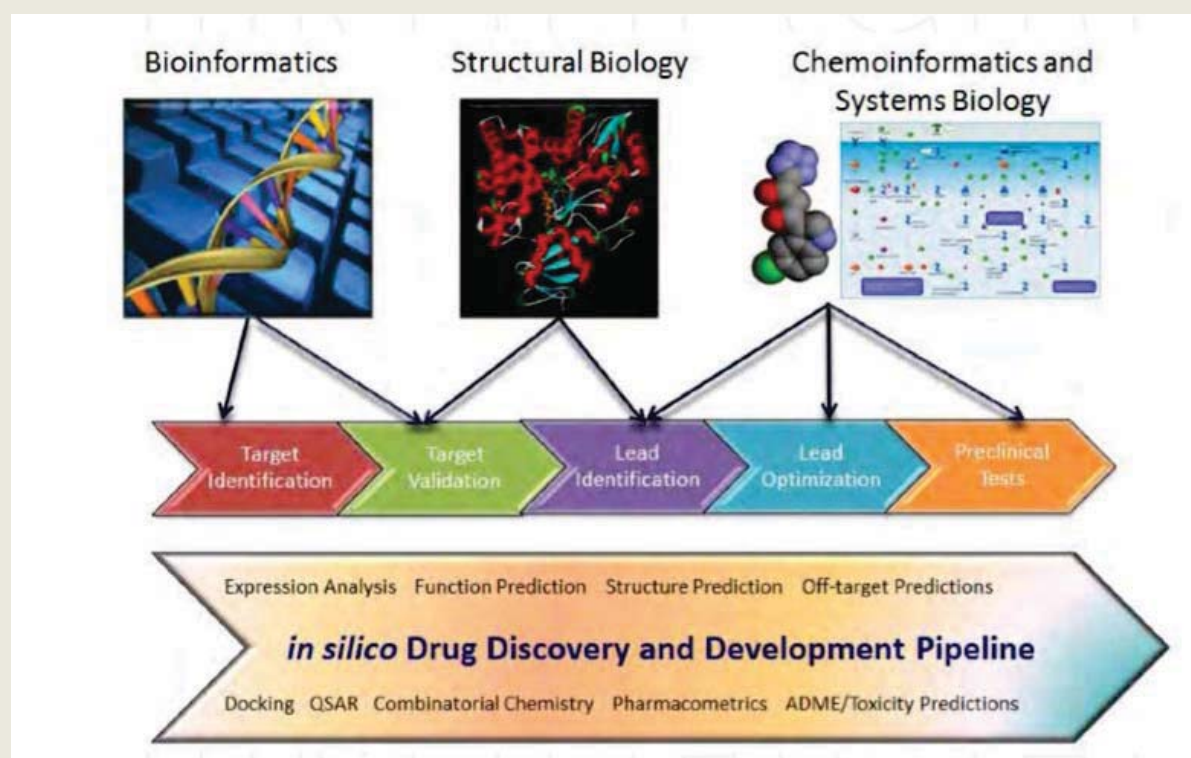 Bioinformatics
Structural Biology
Chemoinformatics and
Systems Biology
Target
Identification
Target
Validation
Lead
Identification
Lead
Optimization
Preclinical
Tests
Expression Analysis Function Prediction Structure Prediction Off-target Predictions
in silico Drug Discovery and Development Pipeline
Docking QSAR Combinatorial Chemistry Pharmacometrics ADME/Toxicity Predictions